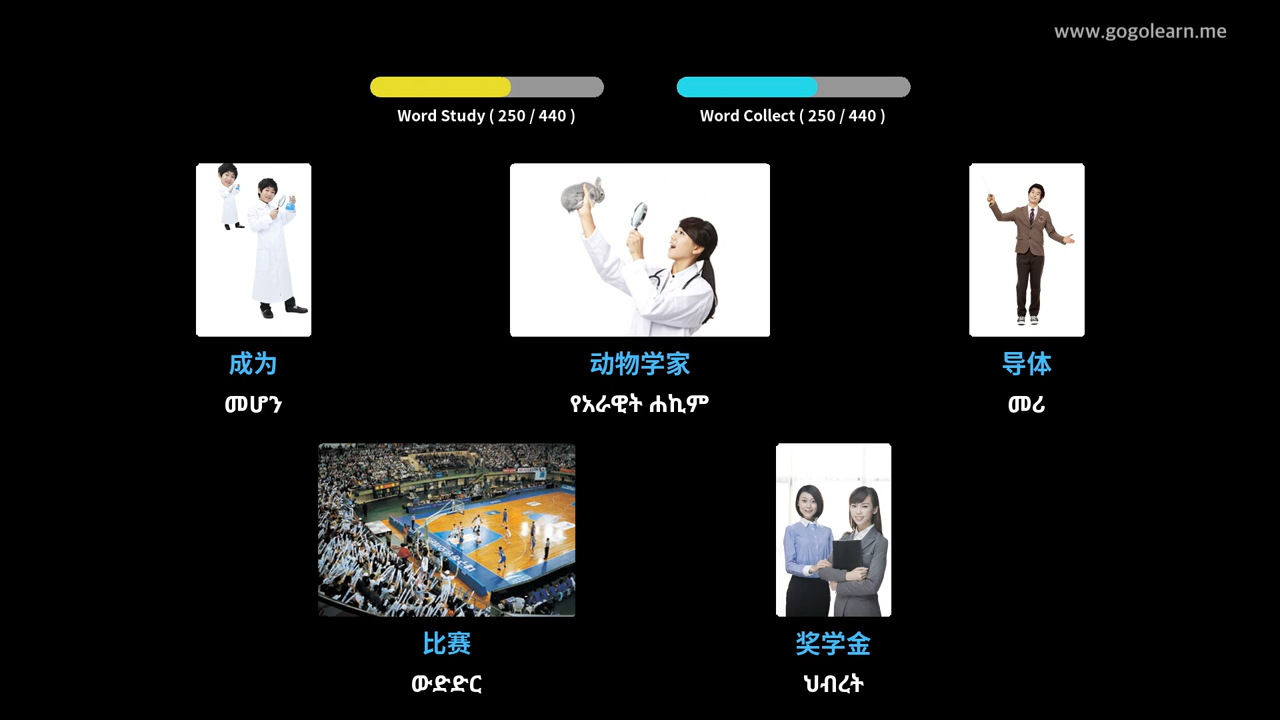 www.gogolearn.me
Word Study ( 250 / 440 )
Word Collect ( 250 / 440 )
成为
动物学家
导体
መሆን
የአራዊት ሐኪም
መሪ
比赛
奖学金
ውድድር
ህብረት